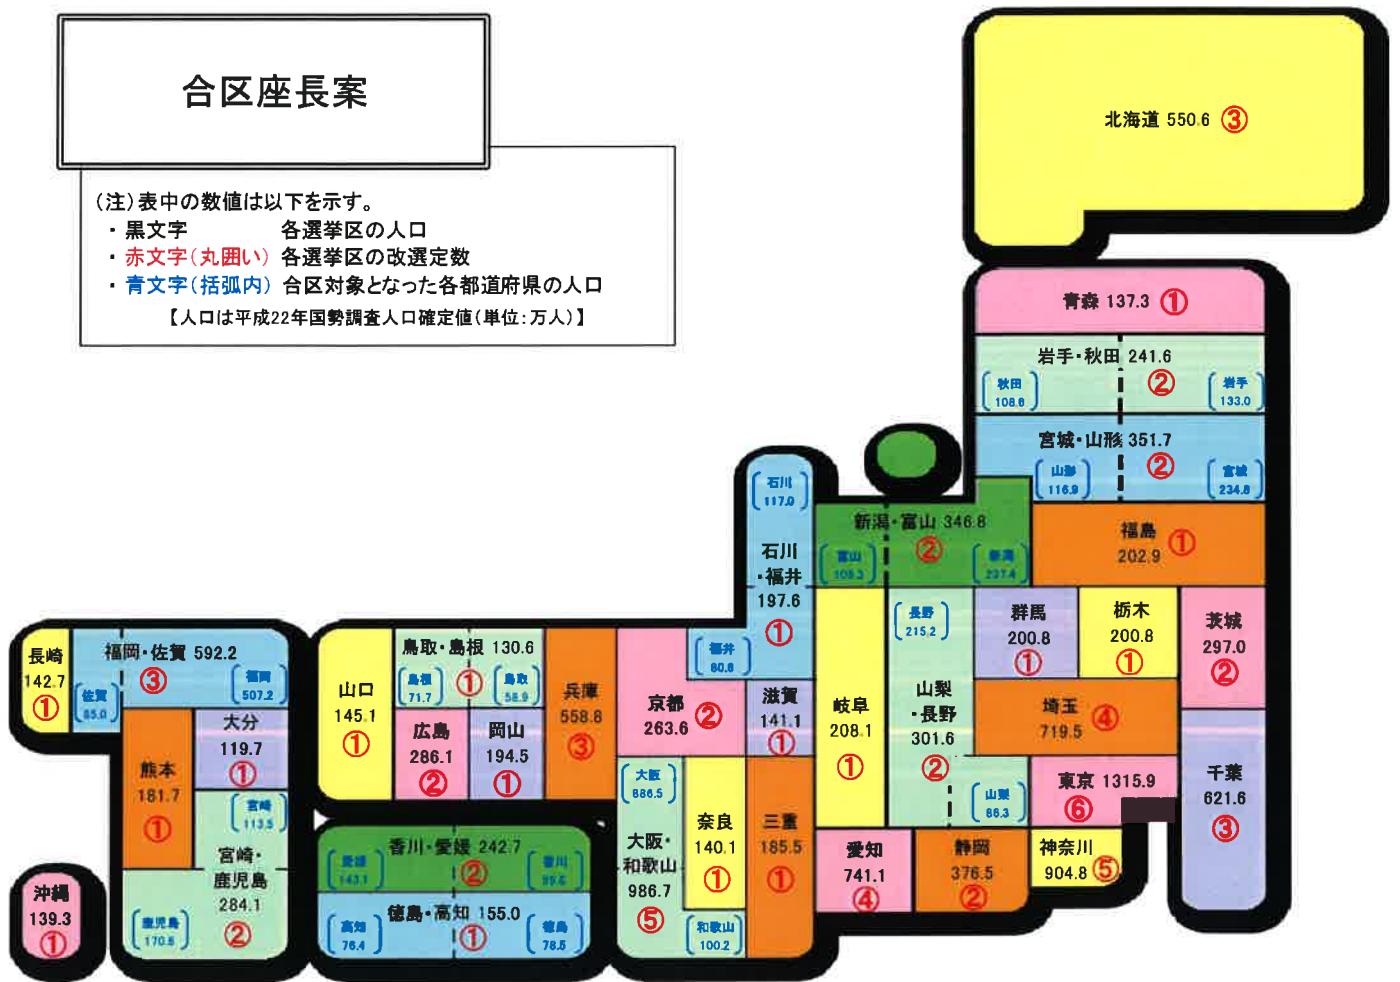 合区座長案
(注)表中の数値は以下を示す。
・黒文字 各選挙区の人口
・赤文字(丸囲い) 各選挙区の改選定数
・青文字(括弧内) 合区対象となった各都道府県の人口
【人口は平成22年国勢調査人口確定値(単位:万人)】
北海道 550.6 ③
青森 137.3 ①
岩手・秋田 241.6
②
秋田
108.6
岩手
133.0
宮城・山形 351.7
②
山形
116.9
宮城
234.8
新潟・富山 346.8
②
富山
109.3
新潟
237.4
福島
202.9
①
石川
117.0
石川
・福井
197.6
①
福井
80.6
長野
215.2
山梨
・長野
301.6
②
山梨
86.3
群馬
200.8
①
栃木
200.8
①
茨城
297.0
②
埼玉
719.5
④
東京 1315.9
⑥
千葉
621.6
③
神奈川
904.8
⑤
岐阜
208.1
①
愛知
741.1
④
静岡
376.5
②
滋賀
141.1
①
京都
263.6
②
三重
185.5
①
奈良
140.1
①
大阪
886.5
大阪・
和歌山
986.7
⑤
和歌山
100.2
兵庫
558.8
③
鳥取・島根 130.6
①
島根
71.7
鳥取
58.9
山口
145.1
①
広島
286.1
②
岡山
194.5
①
香川・愛媛 242.7
②
愛媛
143.1
香川
99.6
徳島・高知 155.0
①
高知
76.4
徳島
78.5
長崎
142.7
①
福岡・佐賀 592.2
③
佐賀
85.0
福岡
507.2
大分
119.7
①
熊本
181.7
①
宮崎
113.5
宮崎・
鹿児島
284.1
②
鹿児島
170.6
沖縄
139.3
①